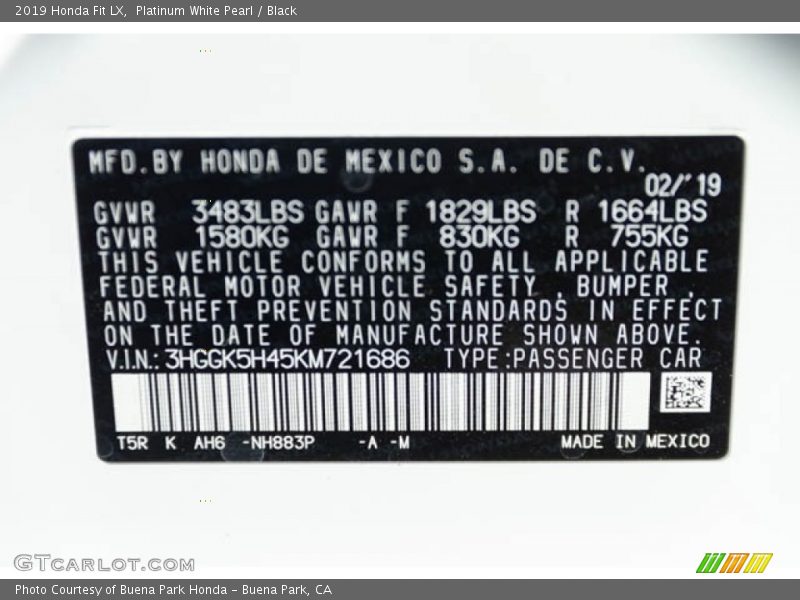 2019 Honda Fit LX,  Platinum White Pearl / Black
MFD.BY HONDA DE MEXICO S.A. DE C.V.
02/'19
GVWR 3483LBS GAWR F 1829LBS R 1664LBS
GVWR 1580KG GAWR F 830KG R 755KG
THIS VEHICLE CONFORMS TO ALL APPLICABLE
FEDERAL MOTOR VEHICLE SAFETY , BUMPER ,
AND THEFT PREVENTION STANDARDS IN EFFECT
ON THE DATE OF MANUFACTURE SHOWN ABOVE.
V.I.N.: 3HGGK5H45KM721686 TYPE:PASSENGER CAR
T5R K AH6 -NH883P -A -M MADE IN MEXICO
GTCARLOT.COM
Photo Courtesy of Buena Park Honda - Buena Park, CA